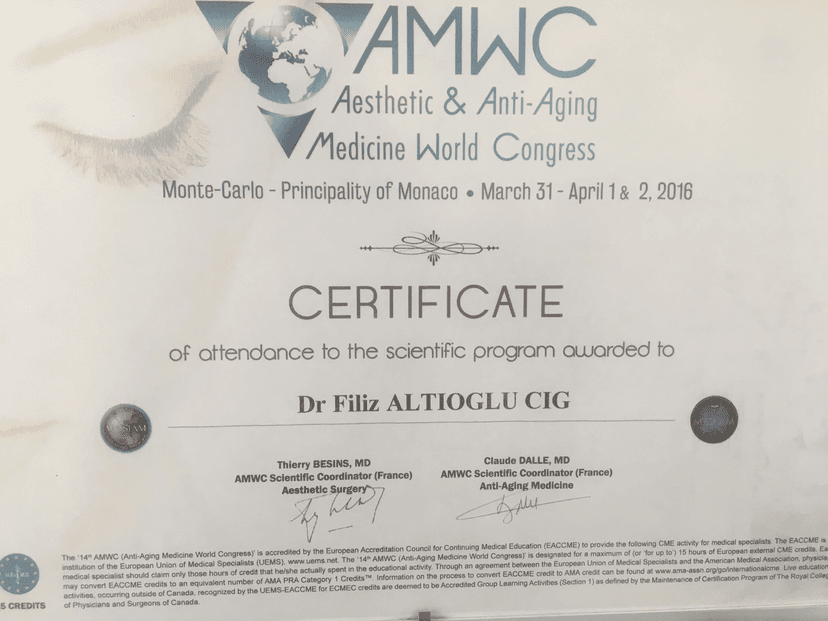 AMWC
Aesthetic & Anti-Aging
Medicine World Congress
Monte-Carlo - Principality of Monaco • March 31 - April 1 & 2, 2016
CERTIFICATE
of attendance to the scientific program awarded to
Dr Filiz ALTIOGLU CIG
Thierry BESINS, MD
AMWC Scientific Coordinator (France)
Aesthetic Surgery
Claude DALLE, MD
AMWC Scientific Coordinator (France)
Anti-Aging Medicine
The '14th AMWC (Anti-Aging Medicine World Congress)' is accredited by the European Accreditation Council for Continuing Medical Education (EACCME) to provide the following CME activity for medical specialists. The EACCME is
institution of the European Union of Medical Specialists (UEMS), www.uems.net. The '14th AMWC (Anti-Aging Medicine World Congress)' is designated for a maximum of (or 'for up to') 15 hours of European external CME credits. Ea
medical specialist should claim only those hours of credit that he/she actually spent in the educational activity. Through an agreement between the European Union of Medical Specialists and the American Medical Association, physicia
may convert EACCME credits to an equivalent number of AMA PRA Category 1 Credits™. Information on the process to convert EACCME credit to AMA credit can be found at www.ama-assn.org/go/internationalcme. Live education
activities, occurring outside of Canada, recognized by the UEMS-EACCME for ECMEC credits are deemed to be Accredited Group Learning Activities (Section 1) as defined by the Maintenance of Certification Program of The Royal Colleg
of Physicians and Surgeons of Canada.
5 CREDITS